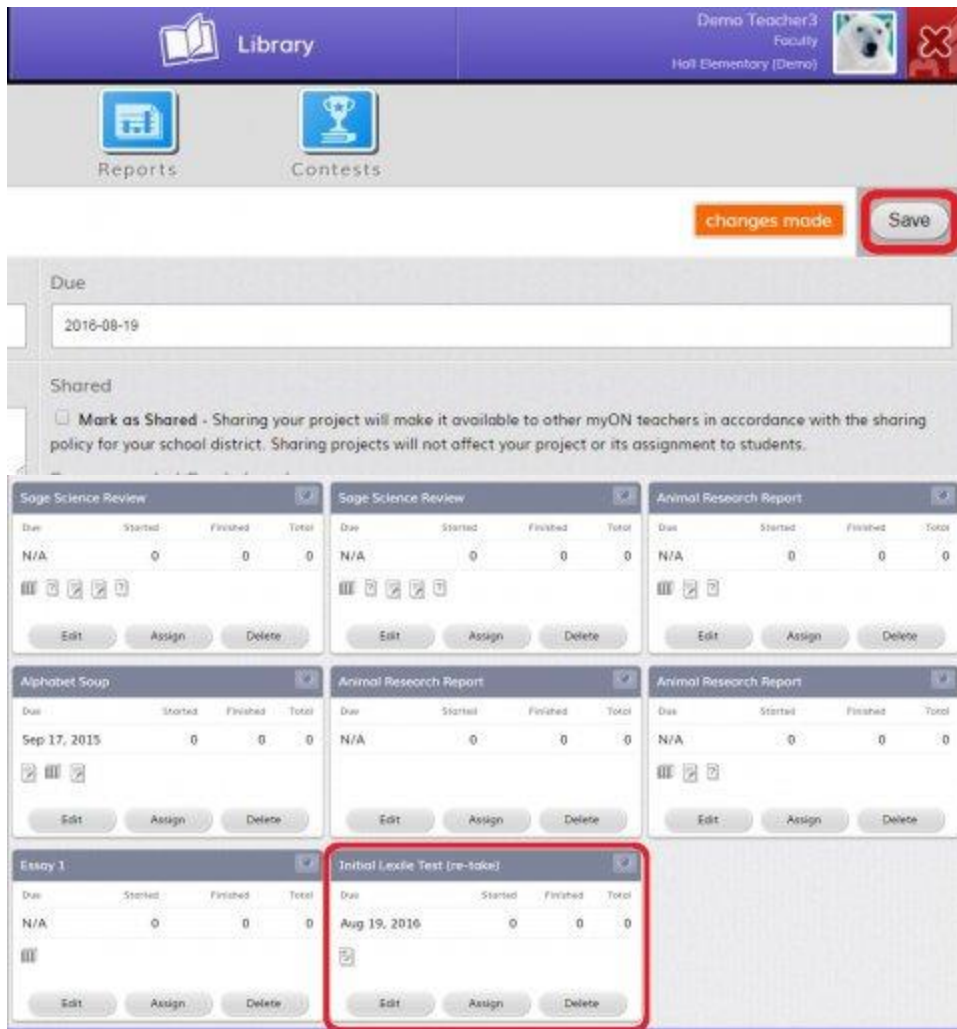 Library
Demo Teacher3
Faculty
Hall Elementary (Demo)
Reports
Contests
changes made
Save
Due
2016-08-19
Shared
Mark as Shared - Sharing your project will make it available to other myON teachers in accordance with the sharing
policy for your school district. Sharing projects will not affect your project or its assignment to students.
Sage Science Review
Due Started Finished Total
N/A 0 0 0
Edit Assign Delete
Sage Science Review
Due Started Finished Total
N/A 0 0 0
Edit Assign Delete
Animal Research Report
Due Started Finished Total
N/A 0 0 0
Edit Assign Delete
Alphabet Soup
Due Started Finished Total
Sep 17, 2015 0 0 0
Edit Assign Delete
Animal Research Report
Due Started Finished Total
N/A 0 0 0
Edit Assign Delete
Animal Research Report
Due Started Finished Total
N/A 0 0 0
Edit Assign Delete
Essay 1
Due Started Finished Total
N/A 0 0 0
Edit Assign Delete
Initial Lexile Test (re-take)
Due Started Finished Total
Aug 19, 2016 0 0 0
Edit Assign Delete